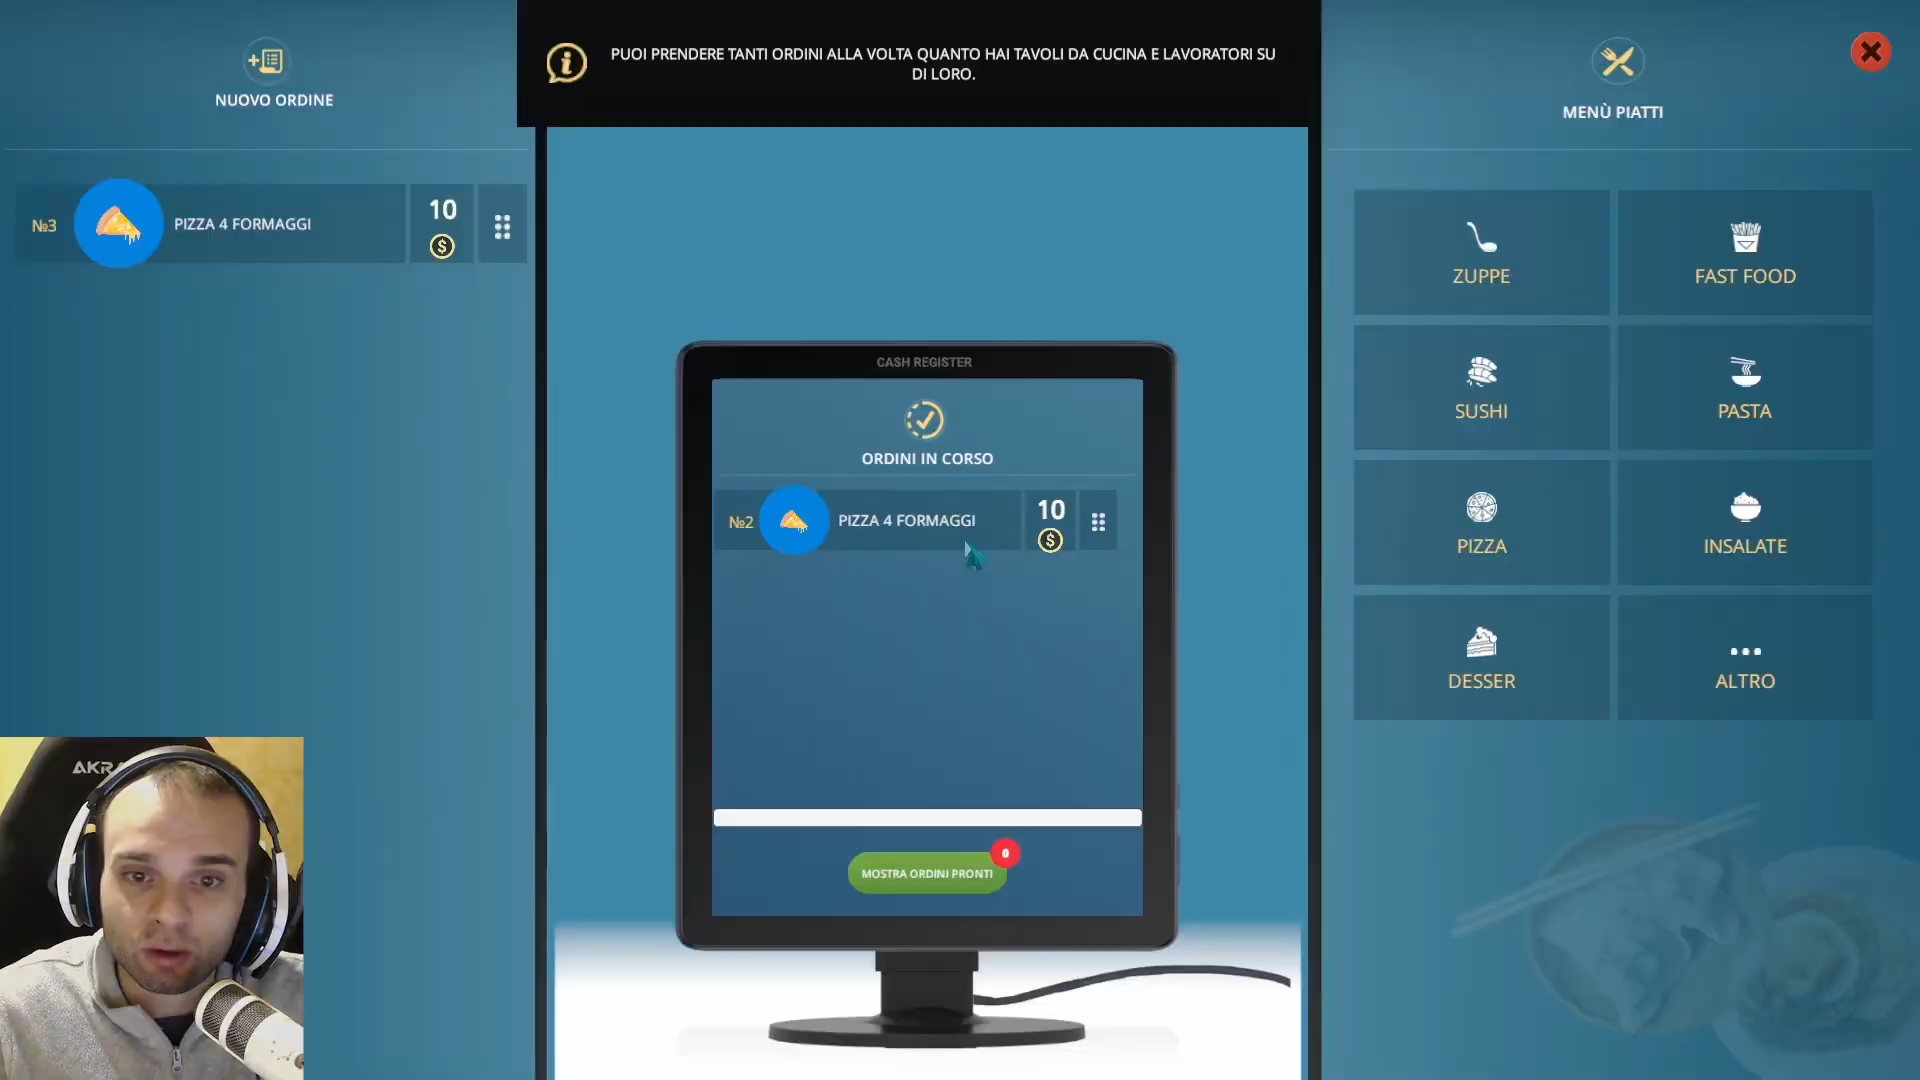 PUOI PRENDERE TANTI ORDINI ALLA VOLTA QUANTO HAI TAVOLI DA CUCINA E LAVORATORI SU
DI LORO.
NUOVO ORDINE
№3 PIZZA 4 FORMAGGI 10
CASH REGISTER
ORDINI IN CORSO
№2 PIZZA 4 FORMAGGI 10
0
MOSTRA ORDINI PRONTI
MENÙ PIATTI
ZUPPE
FAST FOOD
SUSHI
PASTA
PIZZA
INSALATE
DESSER
ALTRO